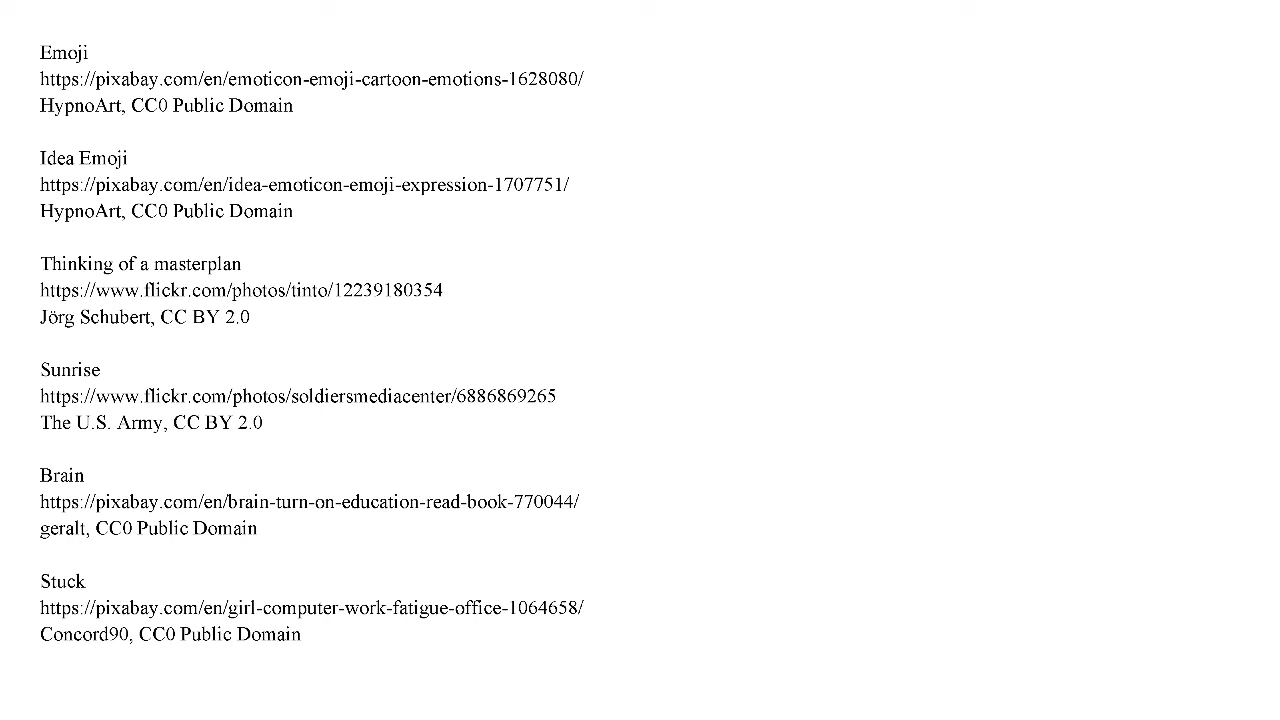 Emoji
https://pixabay.com/en/emoticon-emoji-cartoon-emotions-1628080/
HypnoArt, CC0 Public Domain
Idea Emoji
https://pixabay.com/en/idea-emoticon-emoji-expression-1707751/
HypnoArt, CC0 Public Domain
Thinking of a masterplan
https://www.flickr.com/photos/tinto/12239180354
Jörg Schubert, CC BY 2.0
Sunrise
https://www.flickr.com/photos/soldiersmediacenter/6886869265
The U.S. Army, CC BY 2.0
Brain
https://pixabay.com/en/brain-turn-on-education-read-book-770044/
geralt, CC0 Public Domain
Stuck
https://pixabay.com/en/girl-computer-work-fatigue-office-1064658/
Concord90, CC0 Public Domain